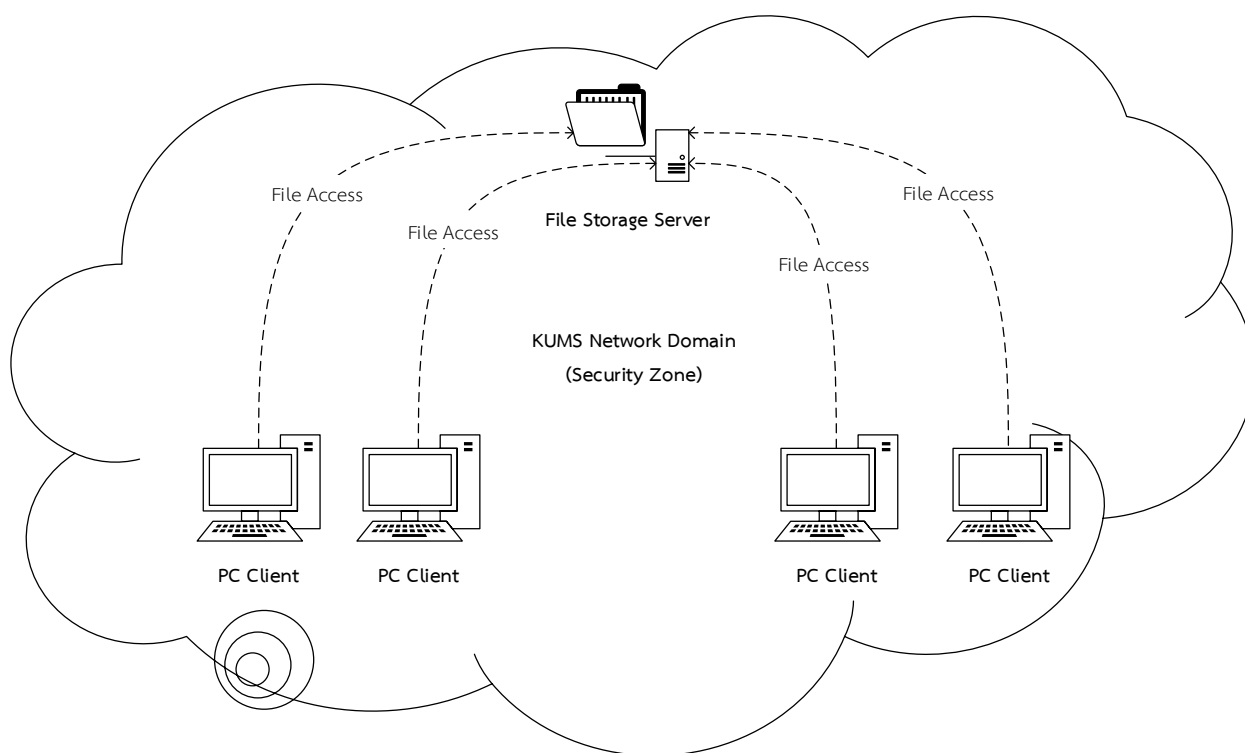 File Access
File Access
File Access
File Access
File Storage Server
KUMS Network Domain
(Security Zone)
PC Client
PC Client
PC Client
PC Client